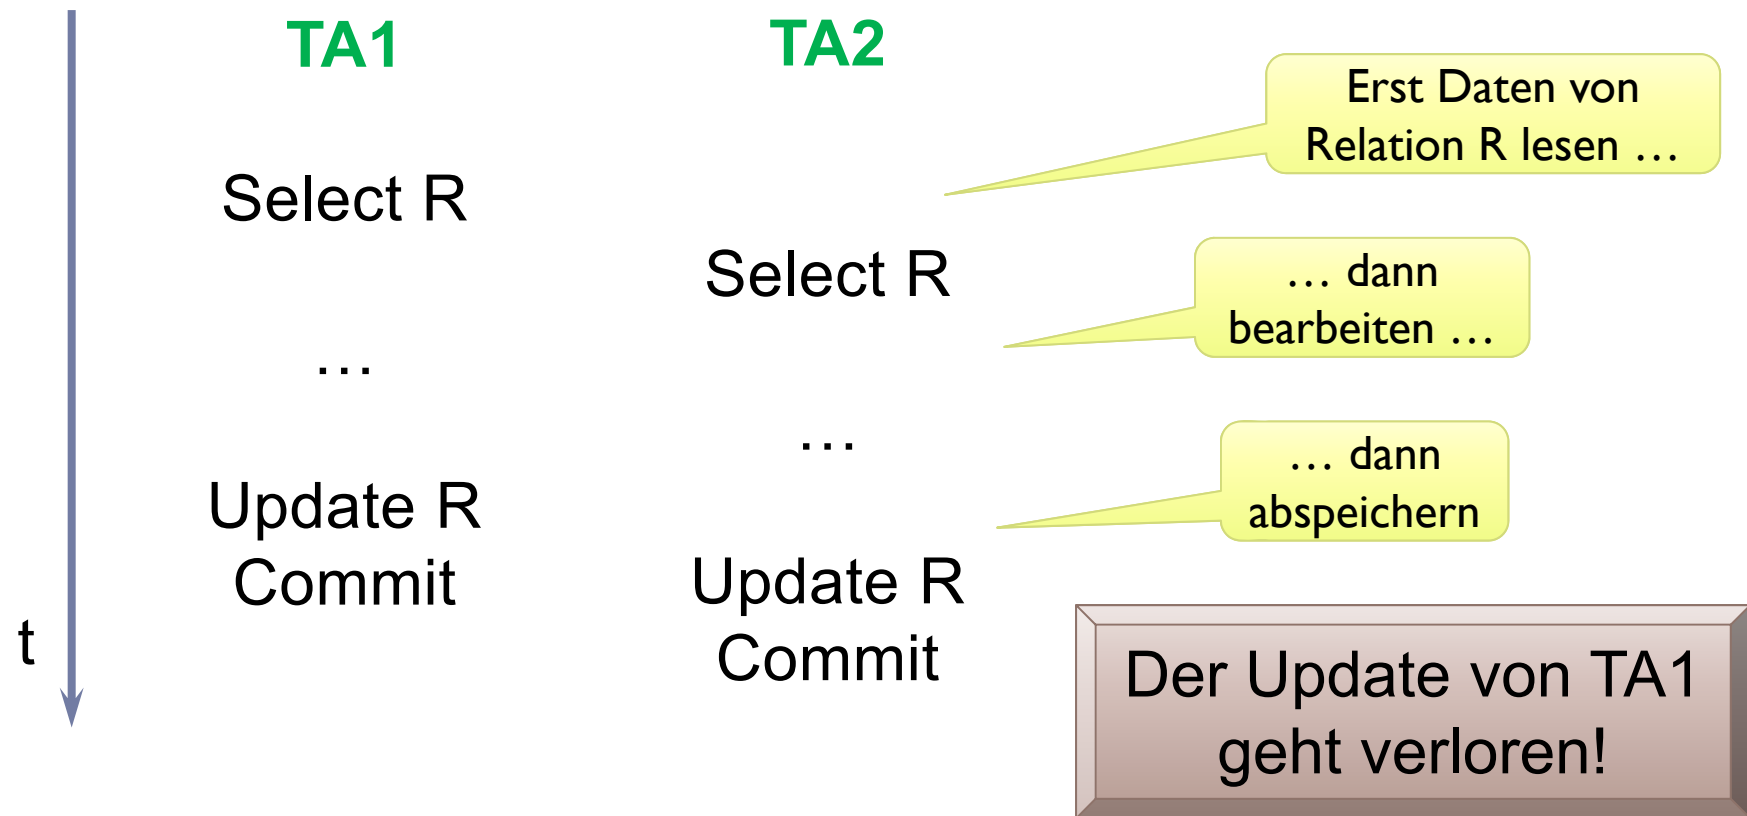 TA1
TA2
Erst Daten von
Relation R lesen …
Select R
Select R
… dann
bearbeiten …
…
…
… dann
abspeichern
Update R
Commit
Update R
Commit
t
Der Update von TA1
geht verloren!